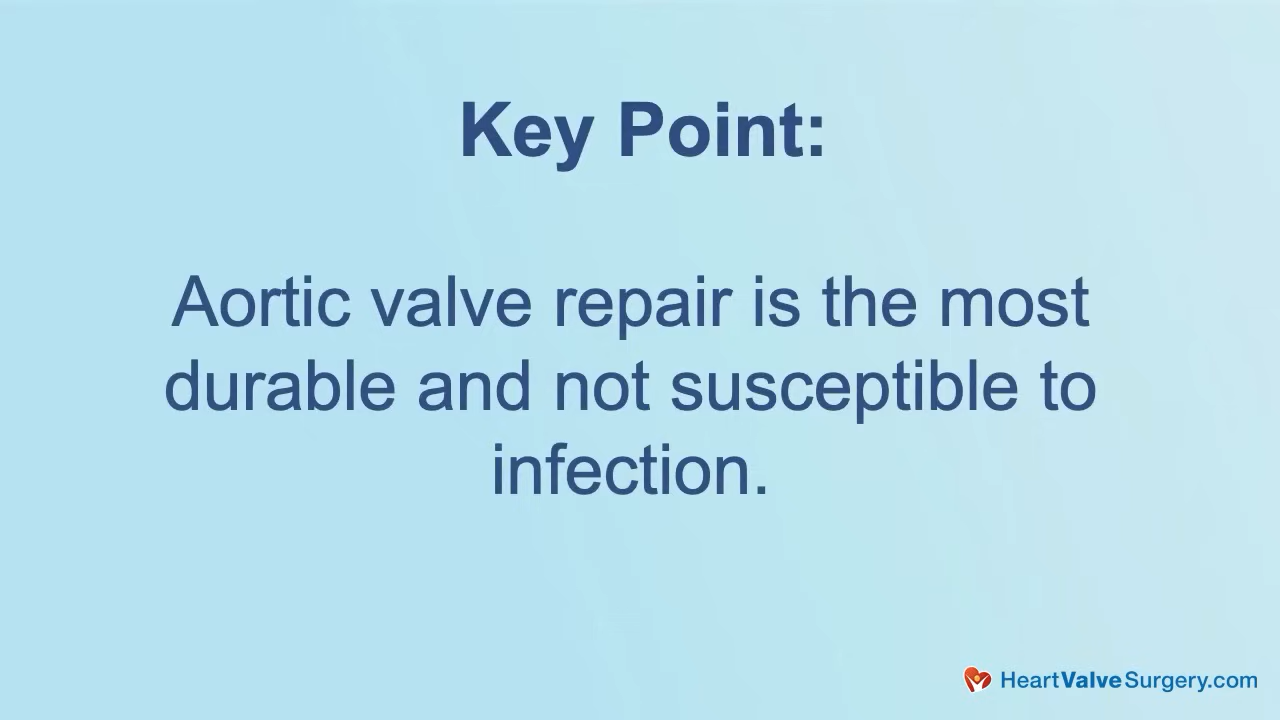 Key Point:
Aortic valve repair is the most
durable and not susceptible to
infection.
HeartValveSurgery.com